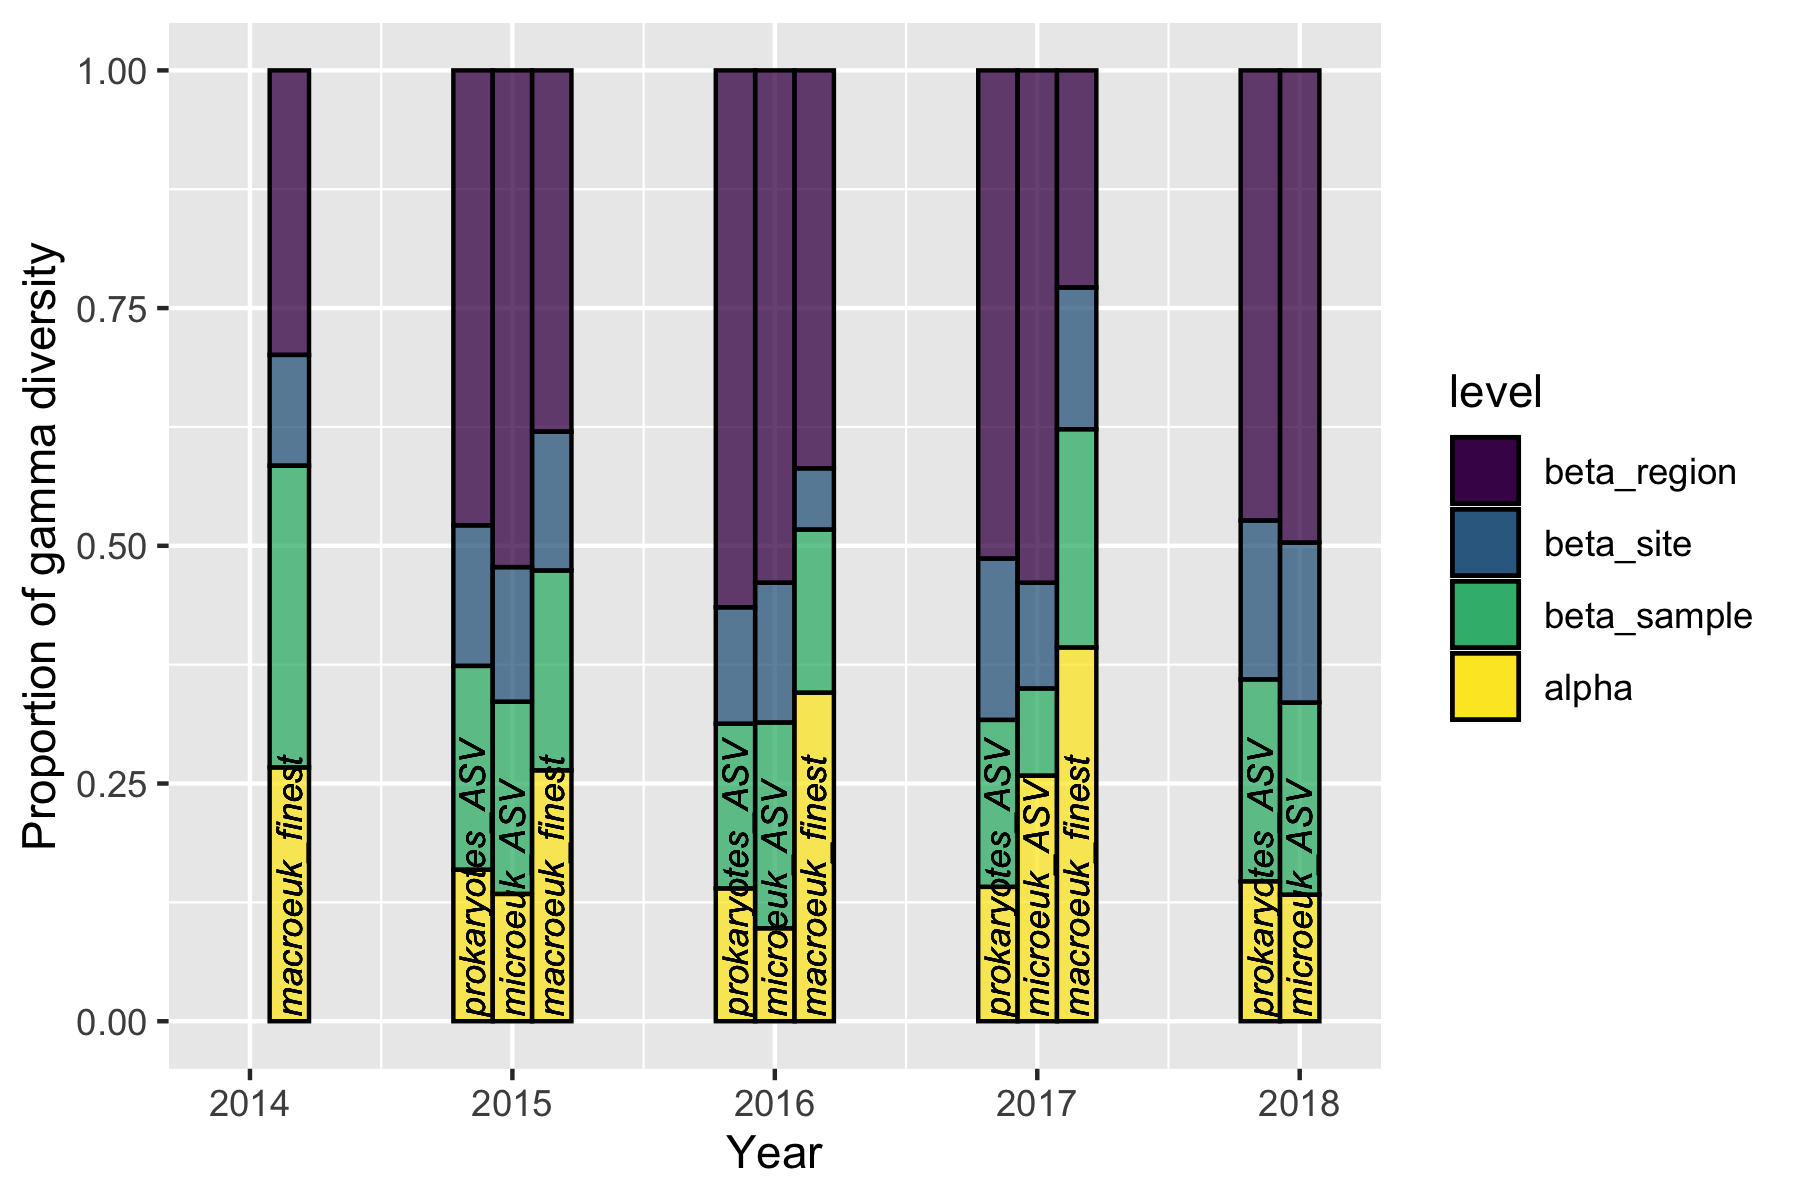 Proportion of gamma diversity
1.00
0.75
0.50
0.25
0.00
macroeuk_finest
prokaryotes_ASV
microeuk_ASV
macroeuk_finest
prokaryotes_ASV
microeuk_ASV
macroeuk_finest
prokaryotes_ASV
microeuk_ASV
macroeuk_finest
prokaryotes_ASV
microeuk_ASV
2014
2015
2016
2017
2018
Year
level
beta_region
beta_site
beta_sample
alpha